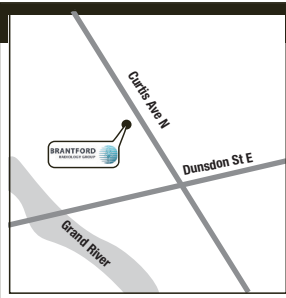 Curtis Ave N
BRANTFORD
RADIOLOGY GROUP
Dunsdon St E
Grand River